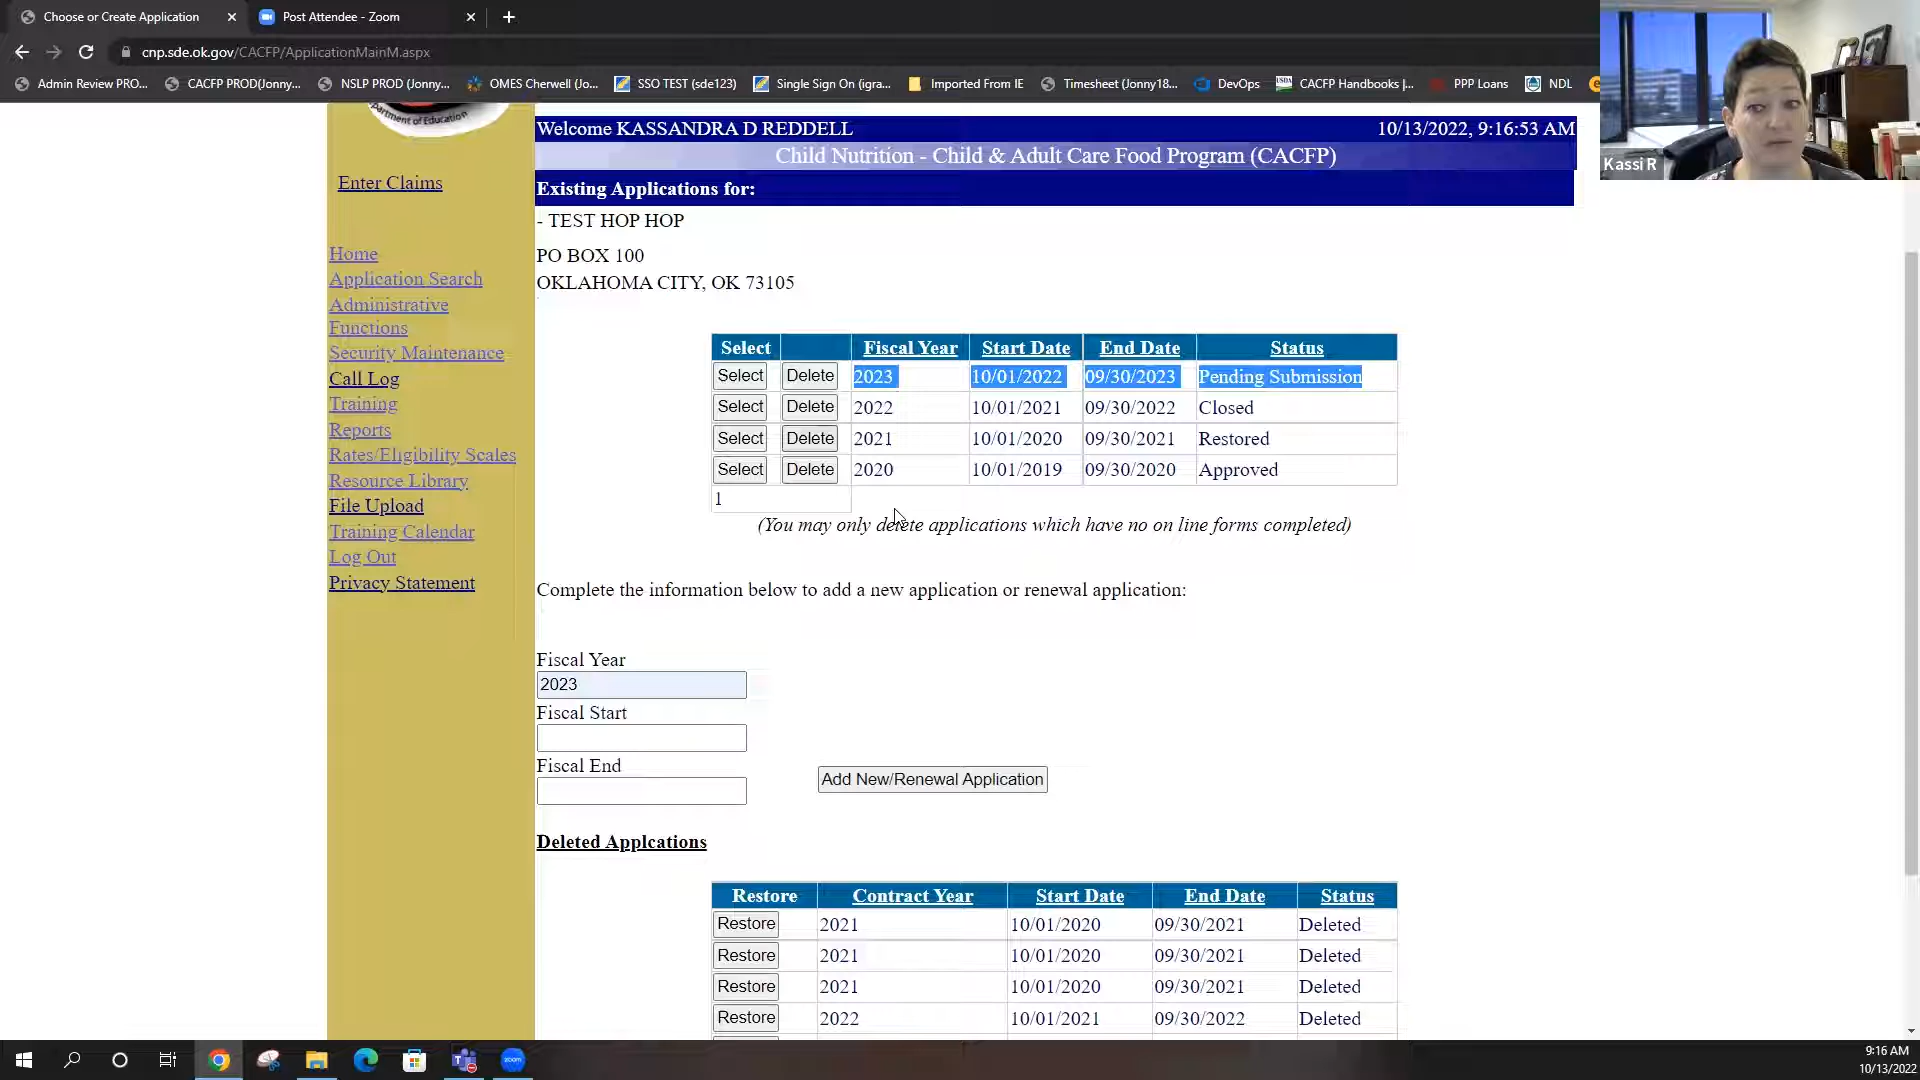 Choose or Create Application
Post Attendee - Zoom
cnp.sde.ok.gov/CACFP/ApplicationMainM.aspx
Admin Review PRO...
CACFP PROD(Jonny...
NSLP PROD (Jonny...
OMES Cherwell (Jo...
SSO TEST (sde123)
Single Sign On (igra...
Imported From IE
Timesheet (Jonny18...
DevOps
CACFP Handbooks |...
PPP Loans
NDL
Kassi R
Department of Education
Enter Claims
Home
Application Search
Administrative
Functions
Security Maintenance
Call Log
Training
Reports
Rates/Eligibility Scales
Resource Library
File Upload
Training Calendar
Log Out
Privacy Statement
Welcome KASSANDRA D REDDELL 10/13/2022, 9:16:53 AM
Child Nutrition - Child & Adult Care Food Program (CACFP)
Existing Applications for:
- TEST HOP HOP
PO BOX 100
OKLAHOMA CITY, OK 73105
Select Fiscal Year Start Date End Date Status
Select Delete 2023 10/01/2022 09/30/2023 Pending Submission
Select Delete 2022 10/01/2021 09/30/2022 Closed
Select Delete 2021 10/01/2020 09/30/2021 Restored
Select Delete 2020 10/01/2019 09/30/2020 Approved
1
(You may only delete applications which have no on line forms completed)
Complete the information below to add a new application or renewal application:
Fiscal Year
2023
Fiscal Start
Fiscal End
Add New/Renewal Application
Deleted Applcations
Restore Contract Year Start Date End Date Status
Restore 2021 10/01/2020 09/30/2021 Deleted
Restore 2021 10/01/2020 09/30/2021 Deleted
Restore 2021 10/01/2020 09/30/2021 Deleted
Restore 2022 10/01/2021 09/30/2022 Deleted
zoom
9:16 AM
10/13/2022